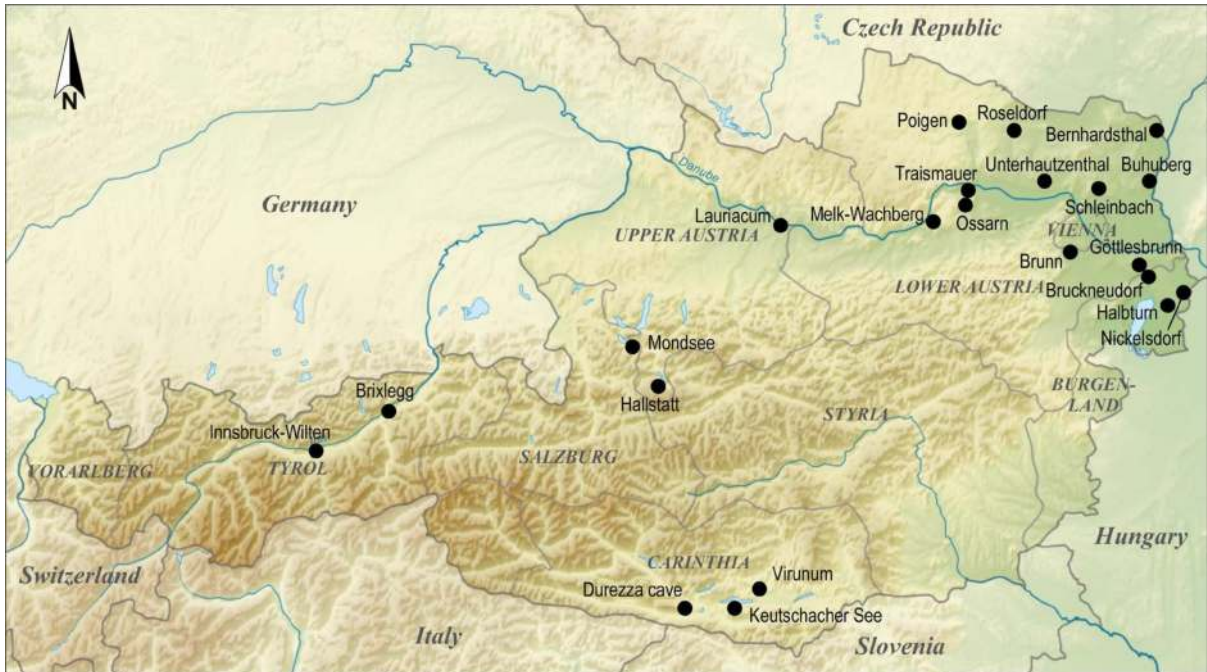 N
Czech Republic
Poigen
Roseldorf
Bernhardsthal
Danube
Unterhautzenthal
Buhuberg
Traismauer
Germany
Lauriacum
Melk-Wachberg
Ossarn
Schleinbach
UPPER AUSTRIA
VIENNA
Göttlesbrunn
Brunn
LOWER AUSTRIA
Bruckneudorf
Halbturn
Nickelsdorf
Mondsee
Brixlegg
Hallstatt
BURGEN-
LAND
STYRIA
Innsbruck-Wilten
VORARLBERG
TYROL
SALZBURG
Hungary
CARINTHIA
Switzerland
Durezza cave
Virunum
Keutschacher See
Italy
Slovenia